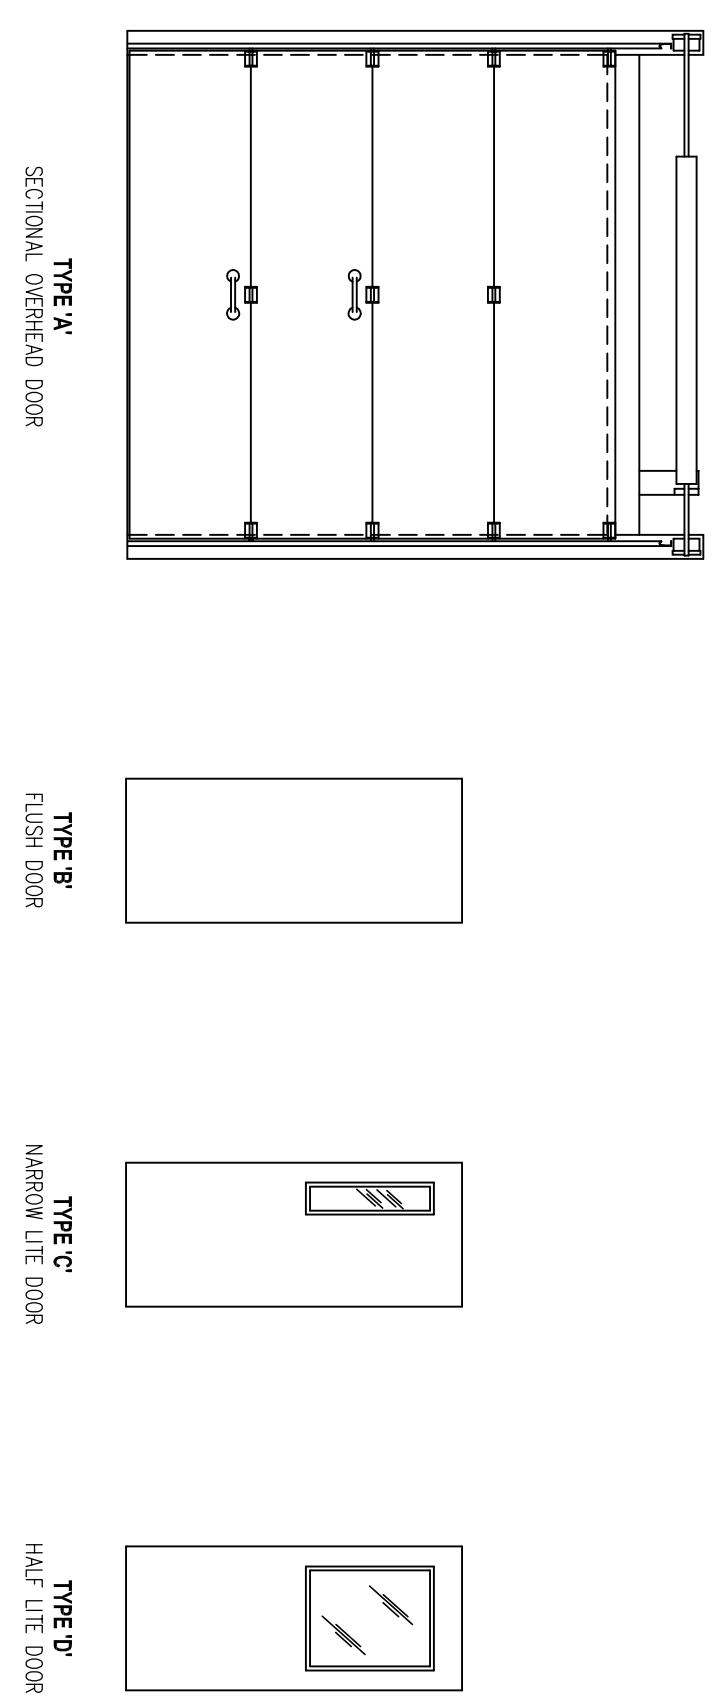 TYPE 'A'
SECTIONAL OVERHEAD DOOR
TYPE 'B'
FLUSH DOOR
TYPE 'C'
NARROW LITE DOOR
TYPE 'D'
HALF LITE DOOR